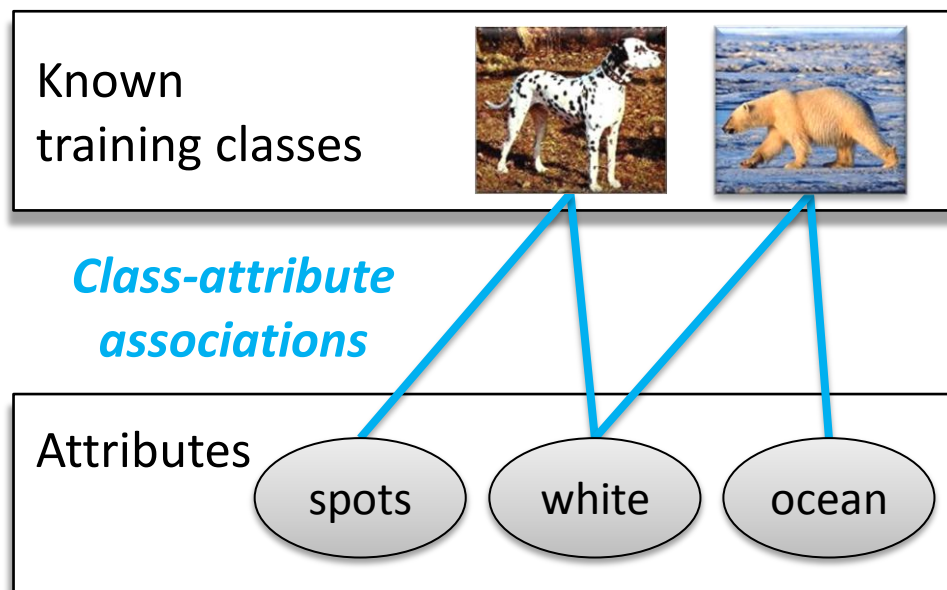 Known
training classes
Class-attribute
associations
Attributes
spots
white
ocean